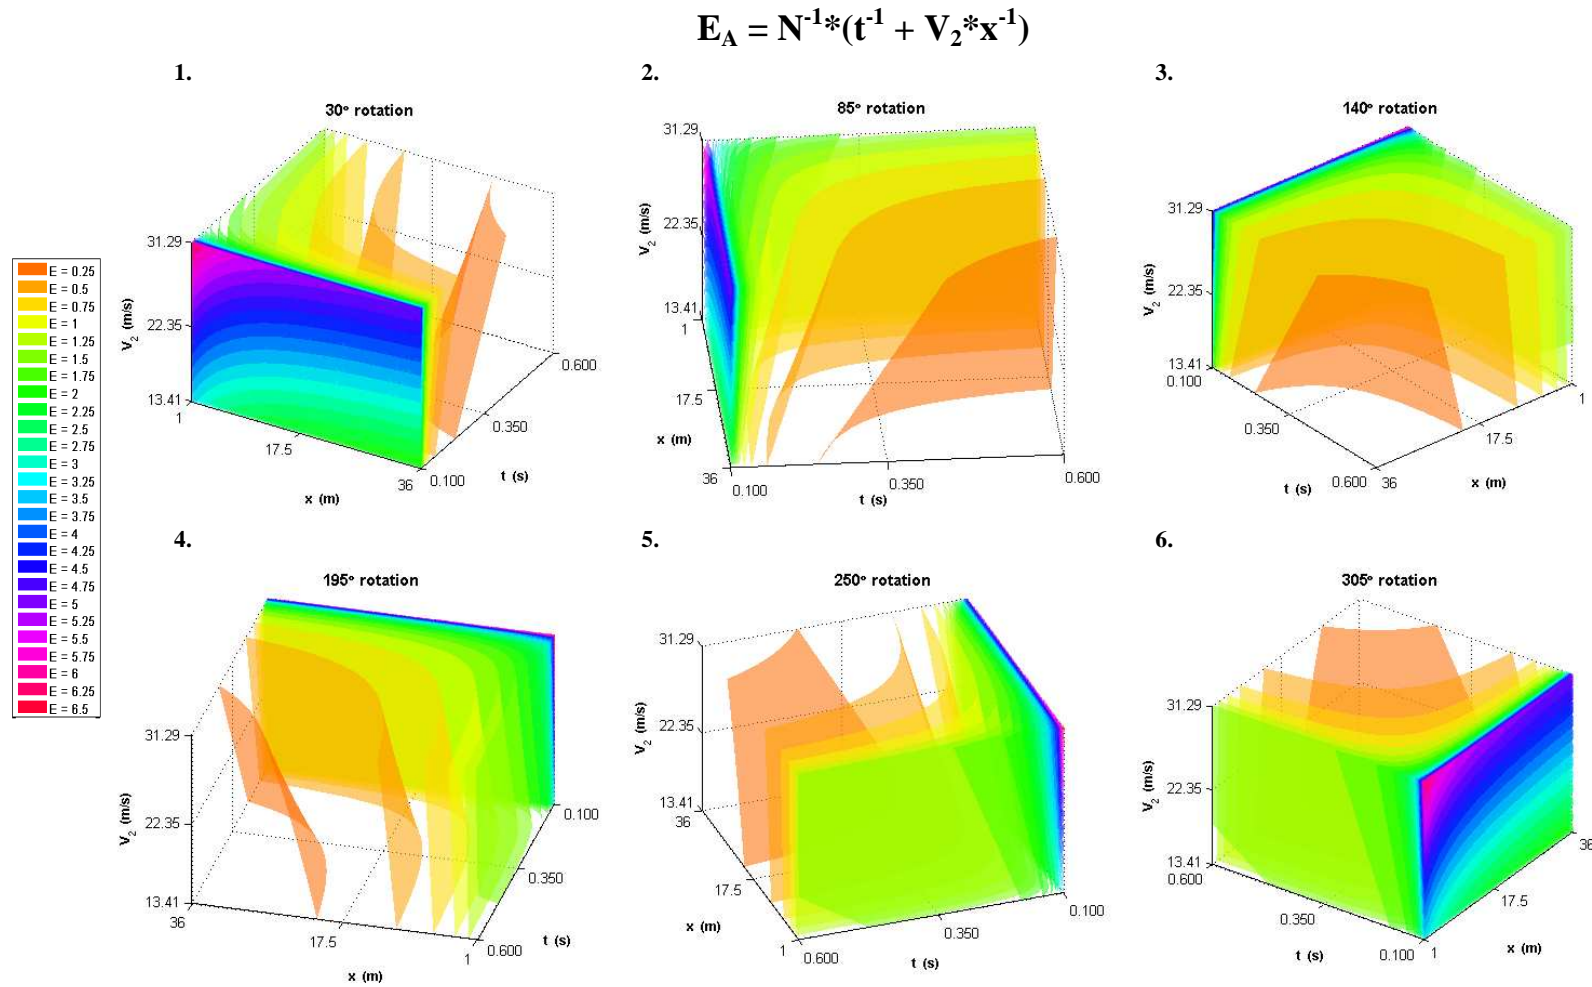 E_A = N^-1*(t^-1 + V_2*x^-1)
1.
30° rotation
31.29
22.35
13.41
V_2 (m/s)
1
17.5
36
x (m)
0.100
0.350
0.600
t (s)
2.
85° rotation
31.29
22.35
13.41
V_2 (m/s)
1
17.5
36
x (m)
0.100
0.350
0.600
t (s)
3.
140° rotation
31.29
22.35
13.41
V_2 (m/s)
0.100
0.350
0.600
t (s)
36
17.5
1
x (m)
E = 0.25
E = 0.5
E = 0.75
E = 1
E = 1.25
E = 1.5
E = 1.75
E = 2
E = 2.25
E = 2.5
E = 2.75
E = 3
E = 3.25
E = 3.5
E = 3.75
E = 4
E = 4.25
E = 4.5
E = 4.75
E = 5
E = 5.25
E = 5.5
E = 5.75
E = 6
E = 6.25
E = 6.5
4.
195° rotation
31.29
22.35
13.41
V_2 (m/s)
36
17.5
1
x (m)
0.600
0.350
0.100
t (s)
5.
250° rotation
31.29
22.35
13.41
V_2 (m/s)
36
17.5
1
x (m)
0.600
0.350
0.100
t (s)
6.
305° rotation
31.29
22.35
13.41
V_2 (m/s)
0.600
0.350
0.100
t (s)
1
17.5
36
x (m)